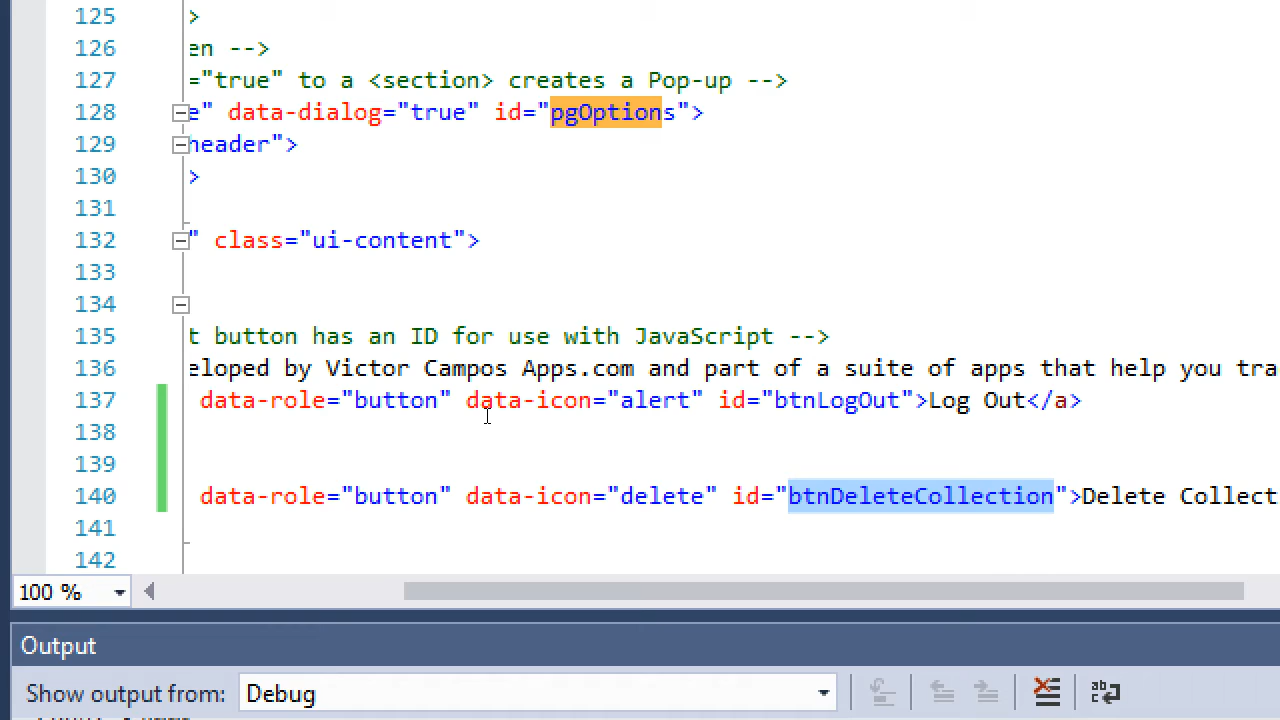 125 >
126 en -->
127 ="true" to a <section> creates a Pop-up -->
128 e" data-dialog="true" id="pgOptions">
129 header">
130 >
131
132 " class="ui-content">
133
134
135 t button has an ID for use with JavaScript -->
136 eloped by Victor Campos Apps.com and part of a suite of apps that help you tra
137 data-role="button" data-icon="alert" id="btnLogOut">Log Out</a>
138
139
140 data-role="button" data-icon="delete" id="btnDeleteCollection">Delete Collect
141
142
100 %
Output
Show output from: Debug